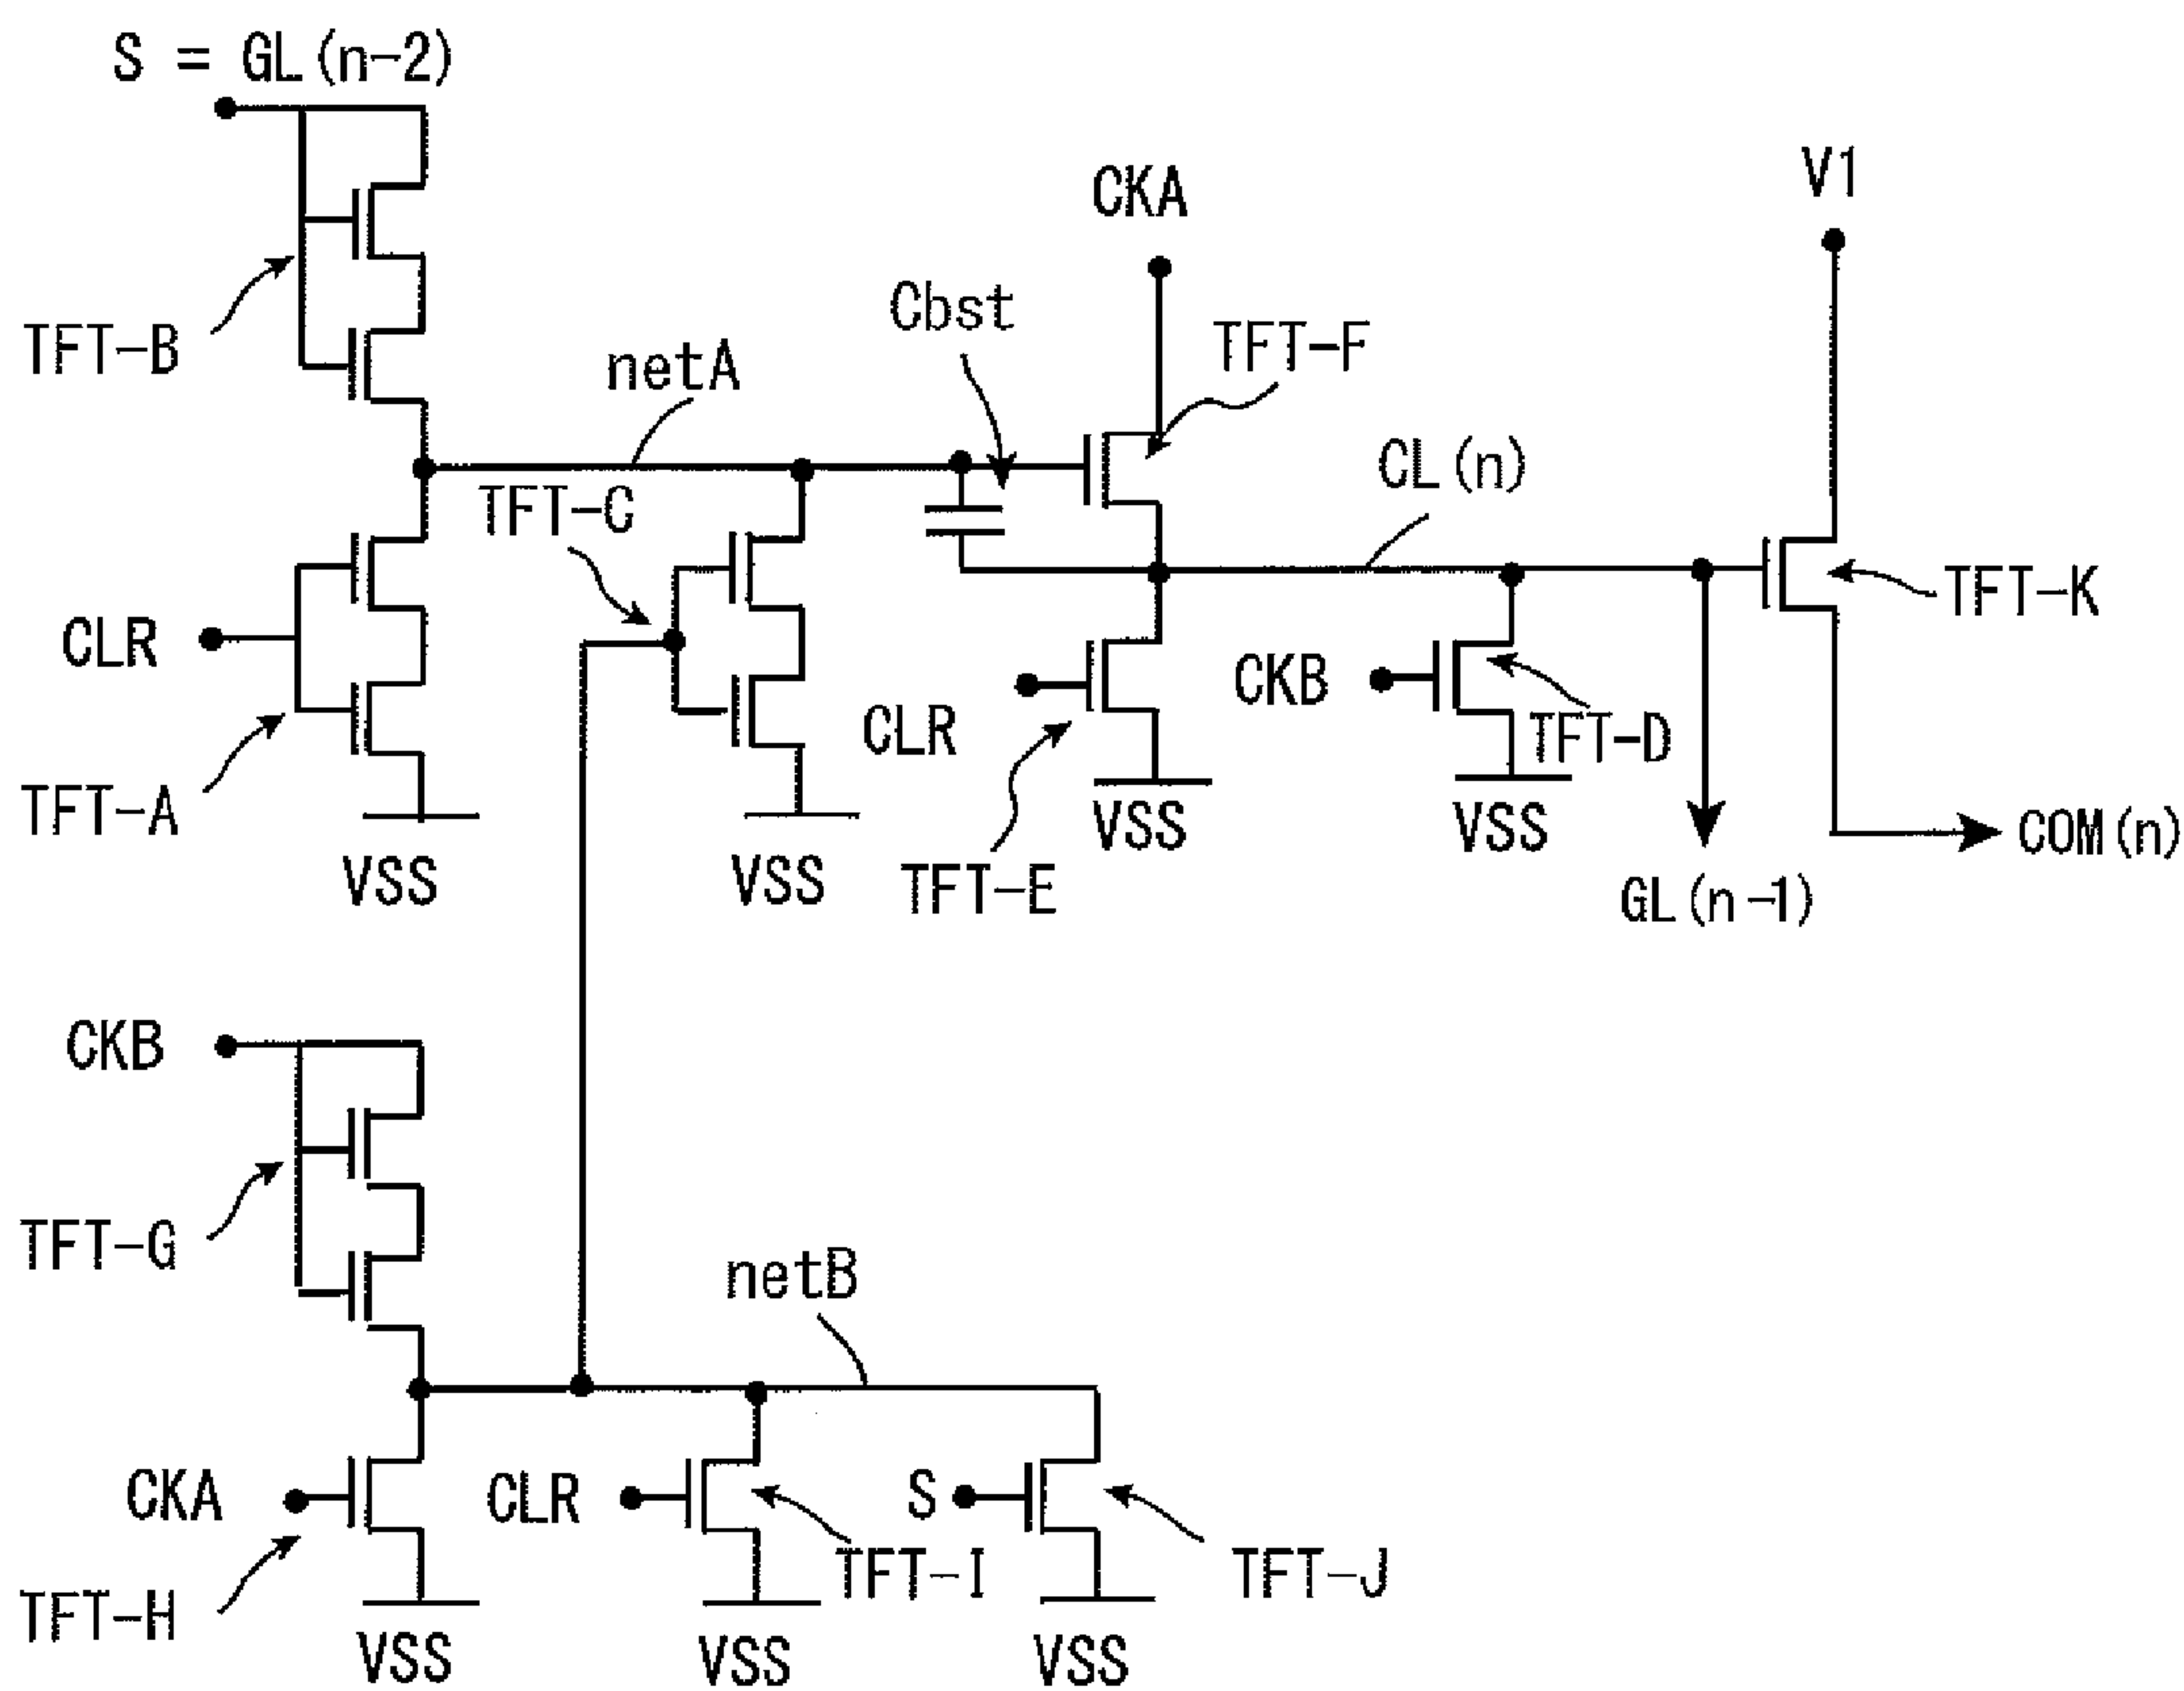 S = GL(n-2)
V1
CKA
Cbst
TFT-F
TFT-B
netA
CL(n)
TFT-C
TFT-K
CLR
CKB
CLR
TFT-D
TFT-A
VSS
VSS
COM(n)
VSS
VSS
TFT-E
GL(n-1)
CKB
TFT-G
netB
CKA
CLR
S
TFT-I
TFT-J
TFT-H
VSS
VSS
VSS